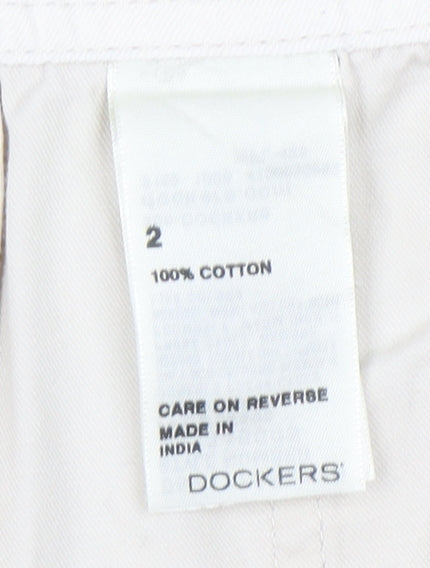 2
100% COTTON
CARE ON REVERSE
MADE IN
INDIA
DOCKERS